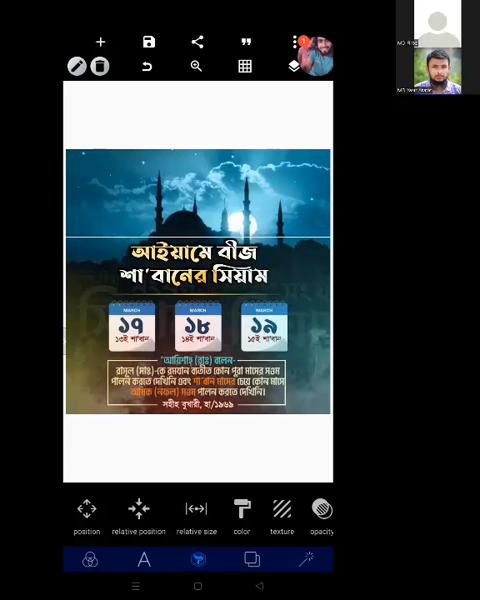 1
আইয়ামে বীজ
শা'বানের সিয়াম
MARCH
১৭
১৩ই শা'বান
MARCH
১৮
১৪ই শা'বান
MARCH
১৯
১৫ই শা'বান
"আয়িশাহ্ (রাঃ) বলেন-
রাসূল (সাঃ)-কে রমযান ব্যতীত কোন পুরা মাসের সওম
পালন করতে দেখিনি এবং শা'বান মাসের চেয়ে কোন মাসে
অধিক (নফল) সওম পালন করতে দেখিনি।
সহীহ বুখারী, হা/১৯৬৯
position
relative position
relative size
color
texture
opacity